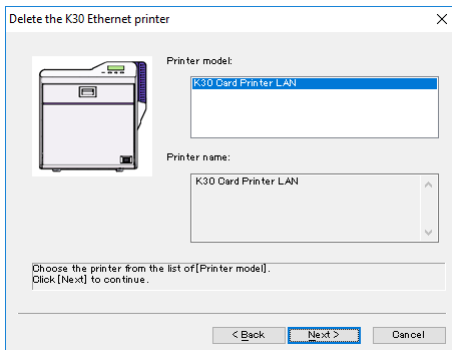 Delete the K30 Ethernet printer
Printer model:
K30 Card Printer LAN
Printer name:
K30 Card Printer LAN
Choose the printer from the list of[Printer model].
Click [Next] to continue.
< Back
Next >
Cancel